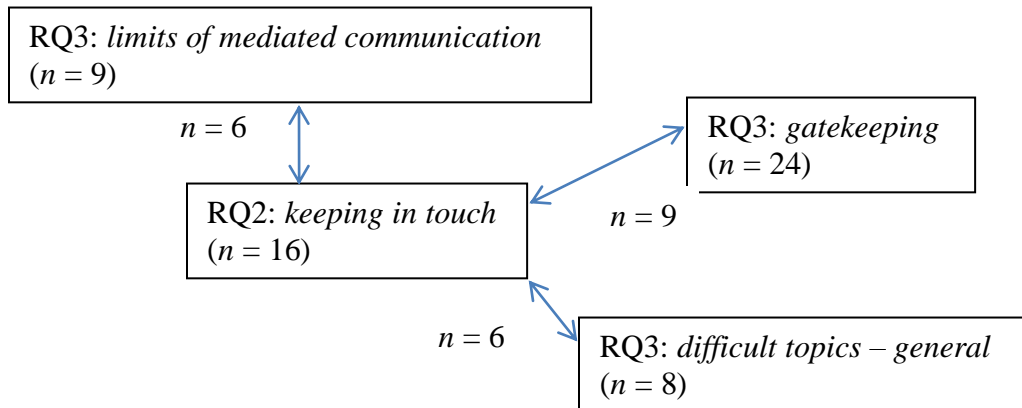 RQ3: limits of mediated communication
(n = 9)
n = 6
RQ3: gatekeeping
(n = 24)
RQ2: keeping in touch
(n = 16)
n = 9
n = 6
RQ3: difficult topics – general
(n = 8)